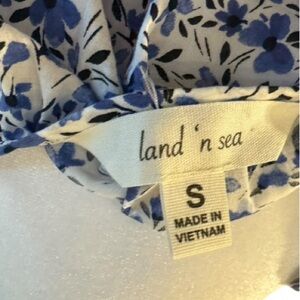 land 'n sea
S
MADE IN
VIETNAM